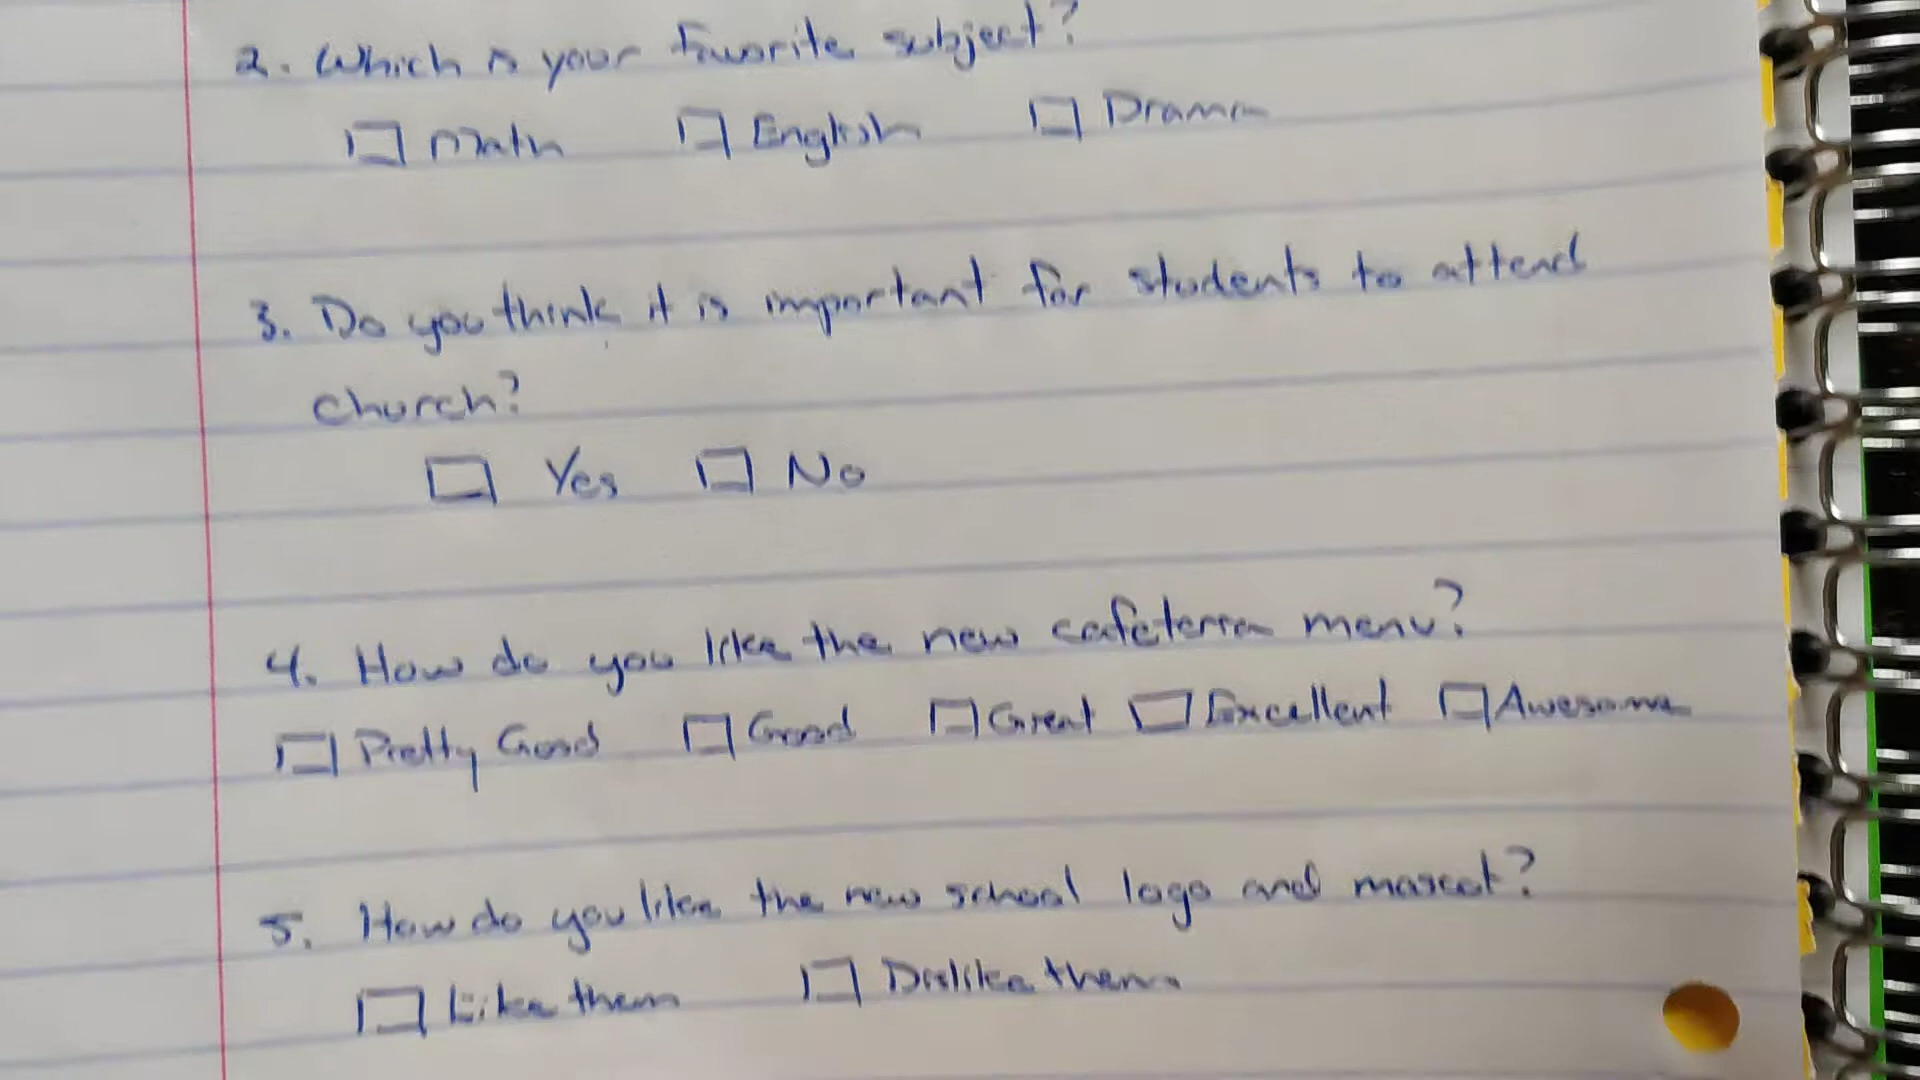 2. Which is your favorite subject?
☐ Math ☐ English ☐ Drama
3. Do you think it is important for students to attend
church?
☐ Yes ☐ No
4. How do you like the new cafeteria menu?
☐ Pretty Good ☐ Good ☐ Great ☐ Excellent ☐ Awesome
5. How do you like the new school logo and mascot?
☐ Like them ☐ Dislike them